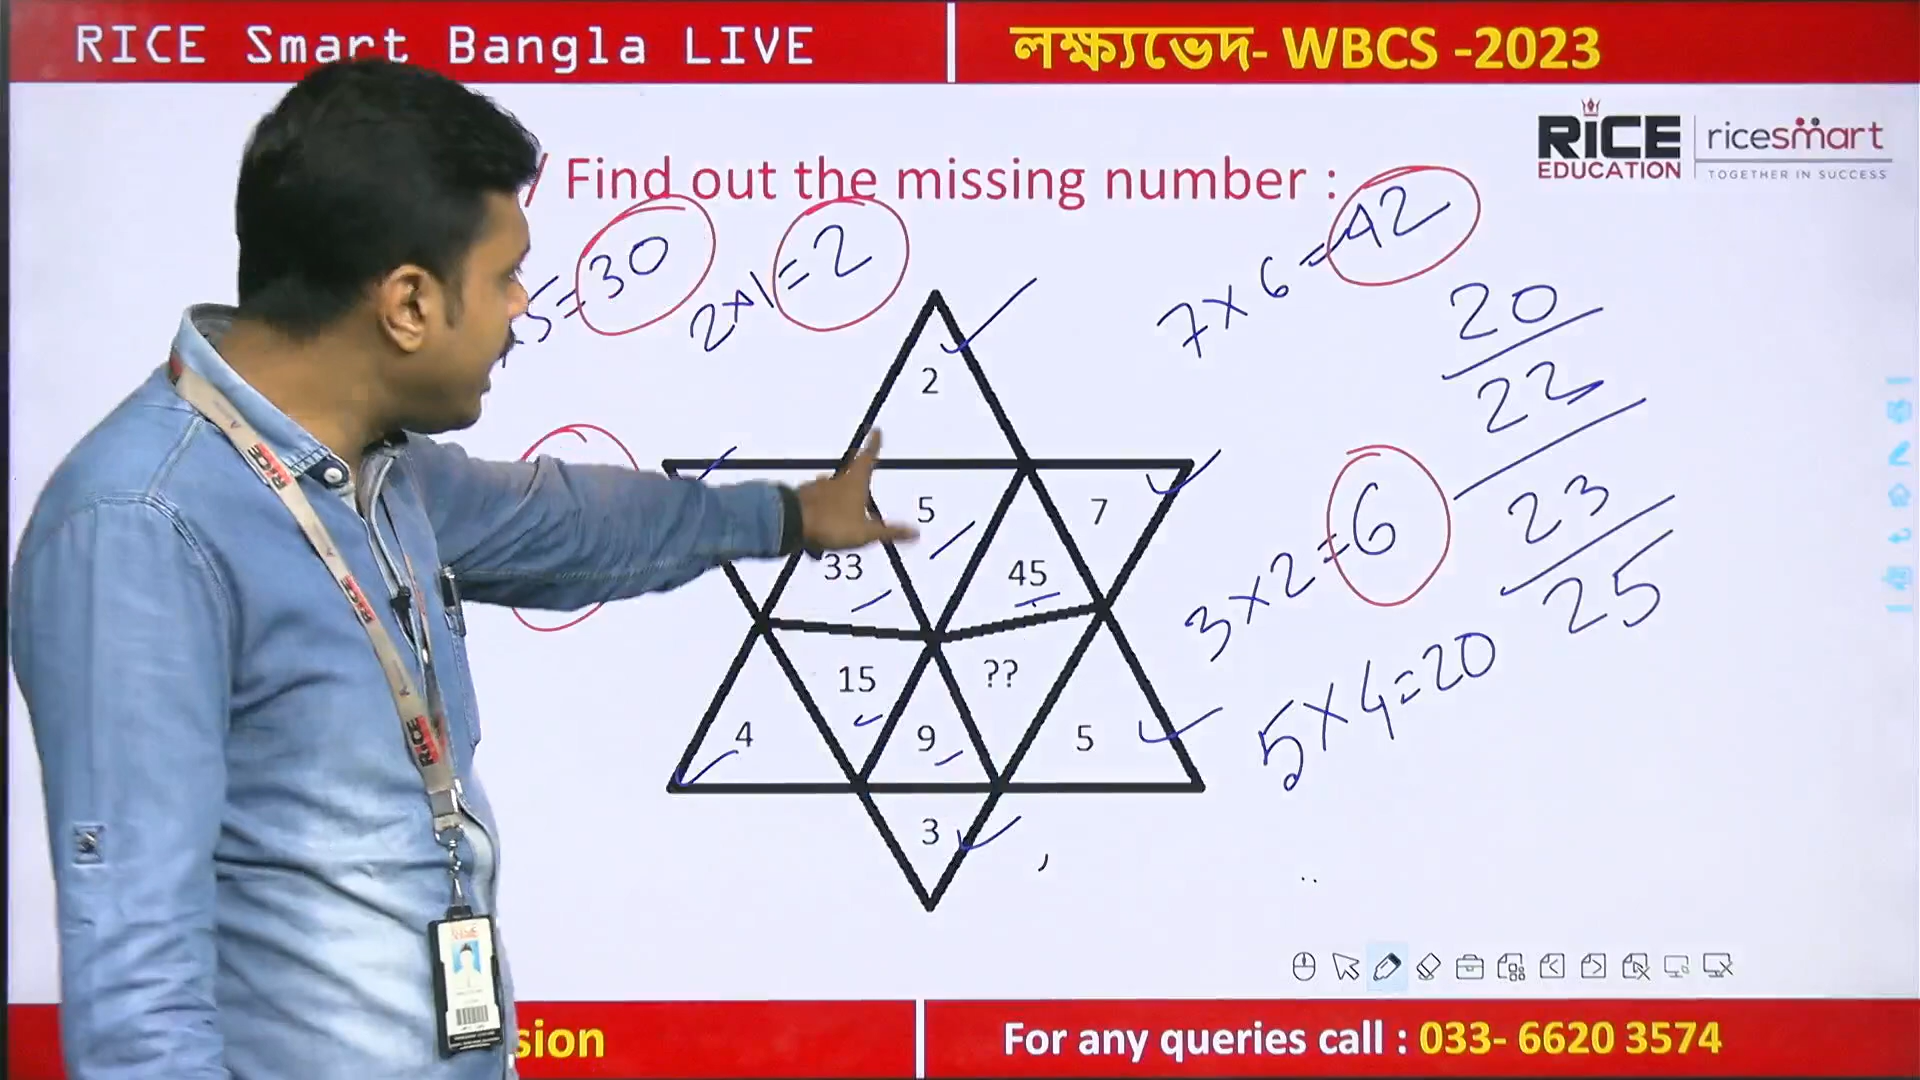 RICE Smart Bangla LIVE
লক্ষ্যভেদ- WBCS -2023
RICE
EDUCATION
ricesmart
TOGETHER IN SUCCESS
/ Find out the missing number :
5=30
2×1=2
7×6=42
20
22
23
25
2
5
7
33
45
3×2=6
15
??
5×4=20
4
9
5
3
sion
For any queries call : 033- 6620 3574